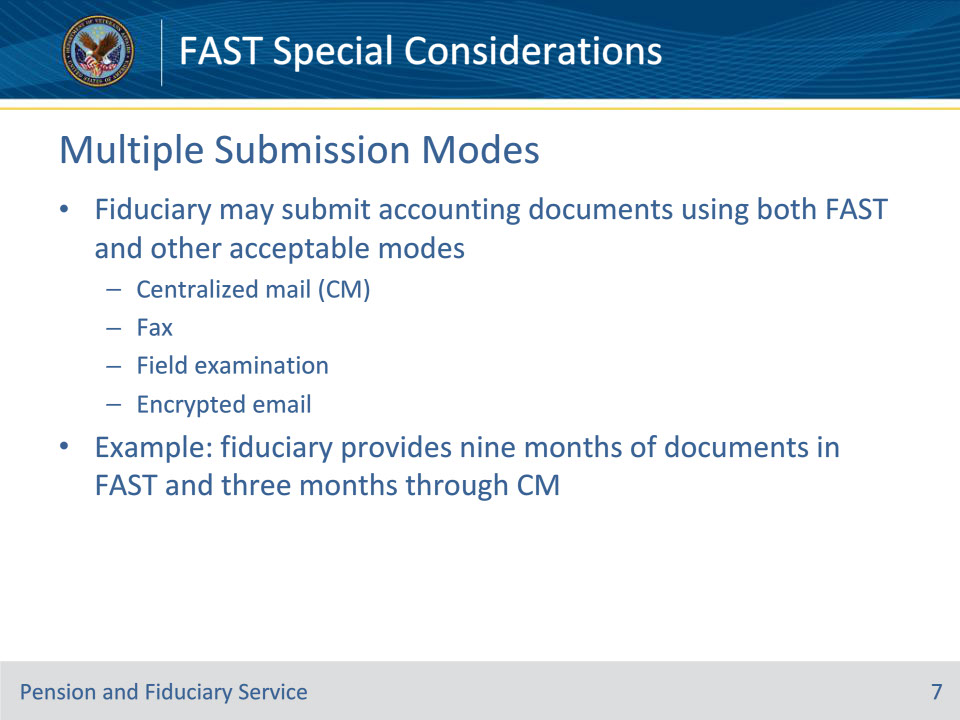 FAST Special Considerations
Multiple Submission Modes
• Fiduciary may submit accounting documents using both FAST
and other acceptable modes
– Centralized mail (CM)
– Fax
– Field examination
– Encrypted email
• Example: fiduciary provides nine months of documents in
FAST and three months through CM
Pension and Fiduciary Service
7